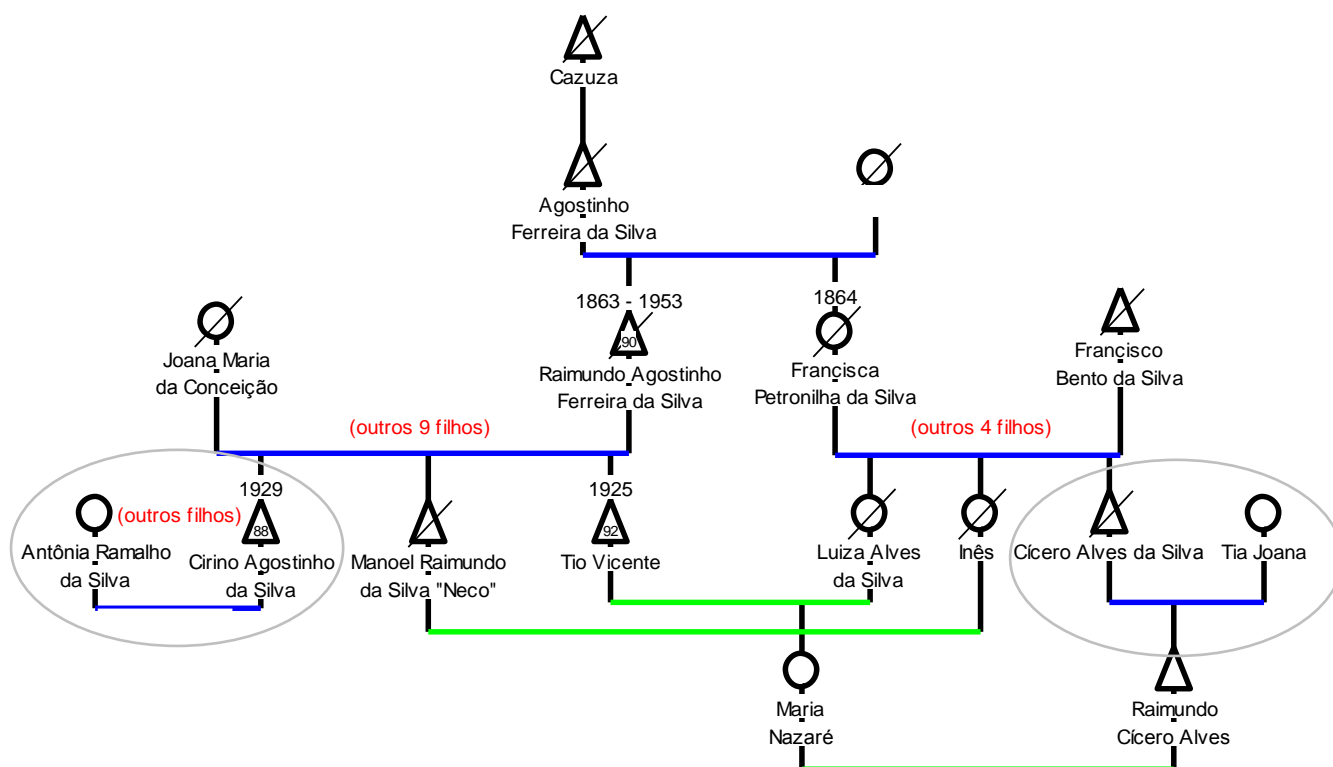 Cazuza
Agostinho
Ferreira da Silva
1863 - 1953
1864
90
Joana Maria
da Conceição
Raimundo Agostinho
Ferreira da Silva
Francisca
Petronilha da Silva
Francisco
Bento da Silva
(outros 9 filhos)
(outros 4 filhos)
1929
1925
(outros filhos)
88
92
Antônia Ramalho
da Silva
Cirino Agostinho
da Silva
Manoel Raimundo
da Silva "Neco"
Tio Vicente
Luiza Alves
da Silva
Inês
Cícero Alves da Silva
Tia Joana
Maria
Nazaré
Raimundo
Cícero Alves